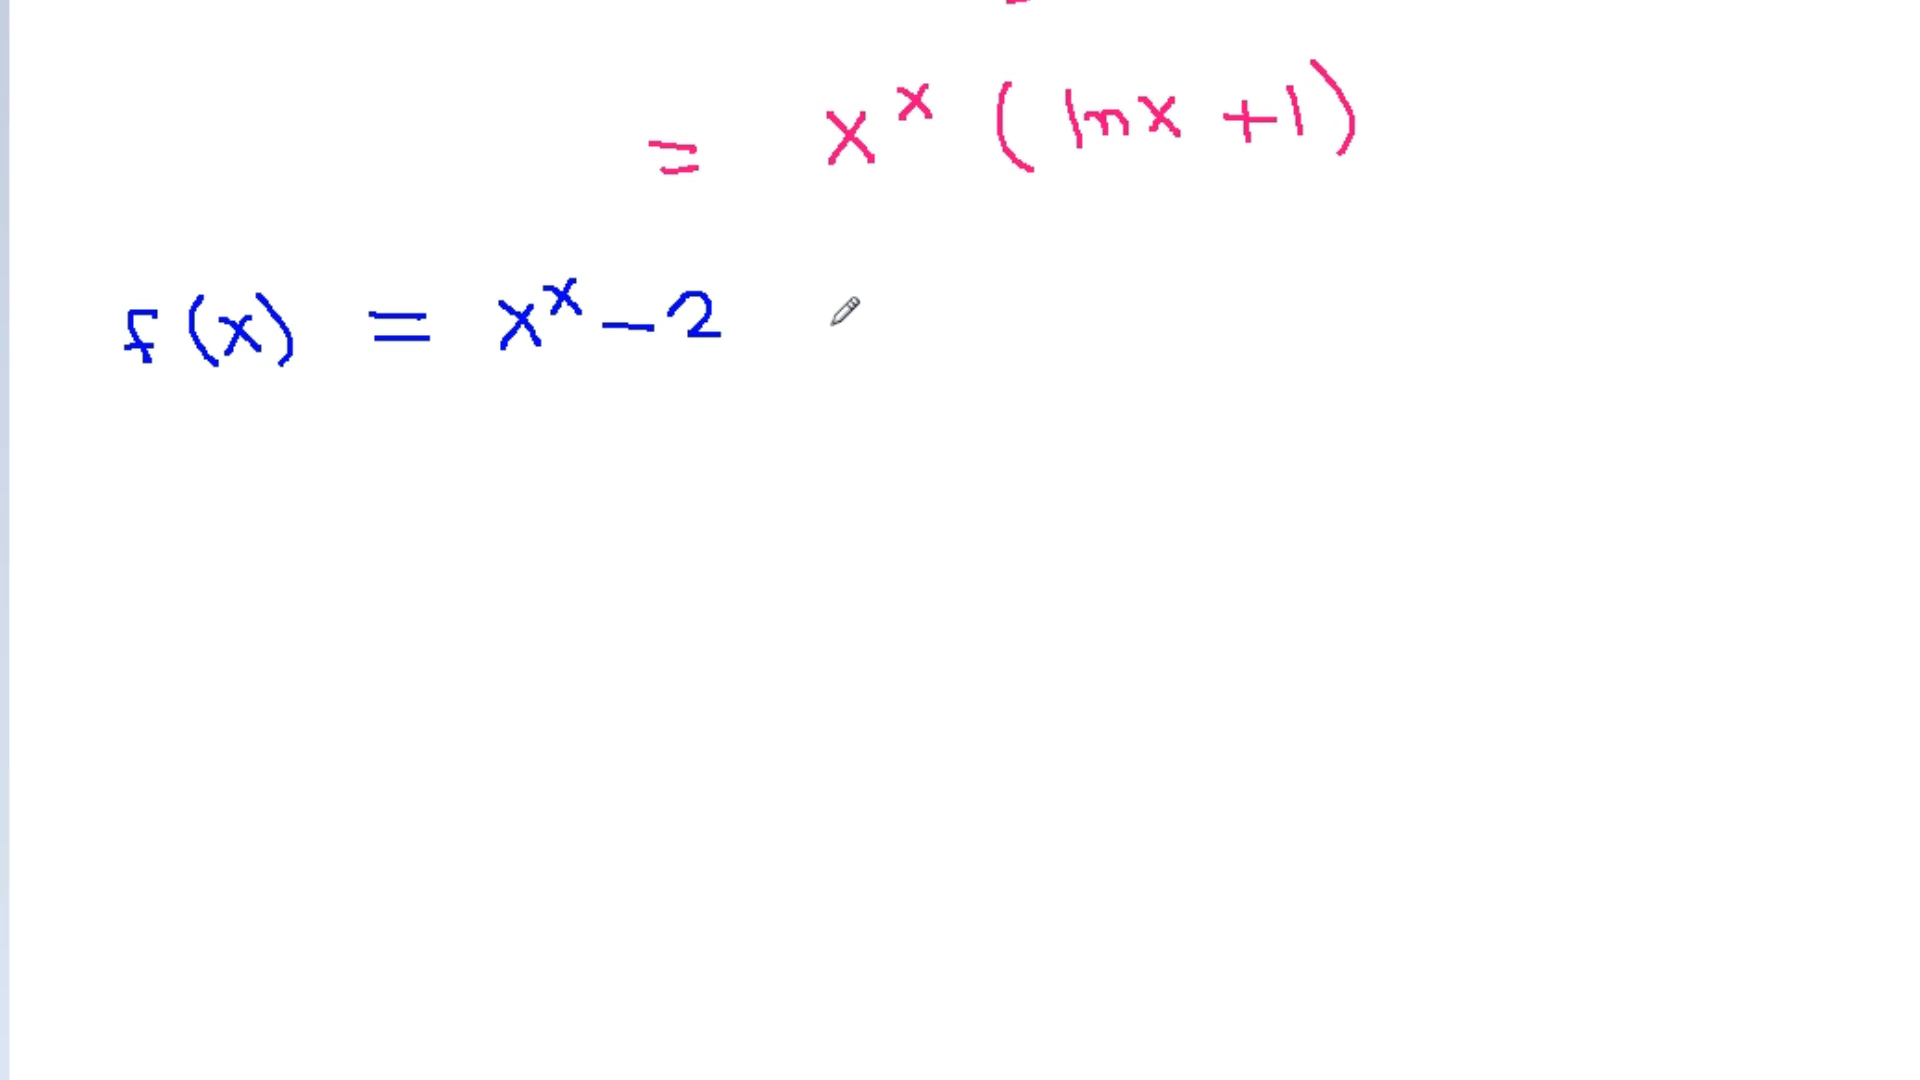 = x^x (ln x + 1)
f(x) = x^x - 2